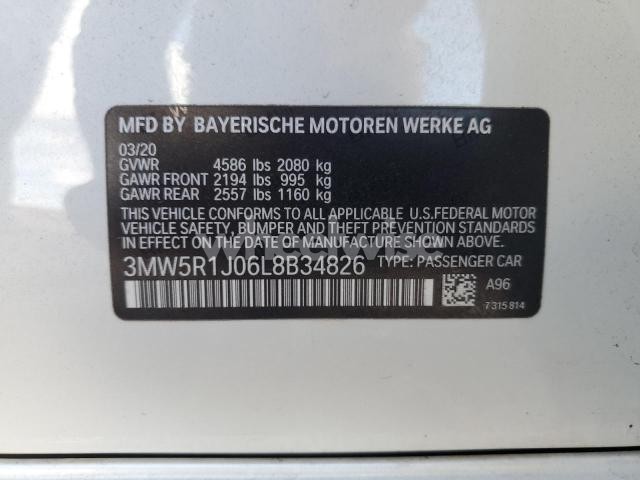 MFD BY BAYERISCHE MOTOREN WERKE AG
03/20
GVWR 4586 lbs 2080 kg
GAWR FRONT 2194 lbs 995 kg
GAWR REAR 2557 lbs 1160 kg
THIS VEHICLE CONFORMS TO ALL APPLICABLE U.S.FEDERAL MOTOR
VEHICLE SAFETY, BUMPER AND THEFT PREVENTION STANDARDS
IN EFFECT ON THE DATE OF MANUFACTURE SHOWN ABOVE.
3MW5R1J06L8B34826 TYPE: PASSENGER CAR
A96
7315814